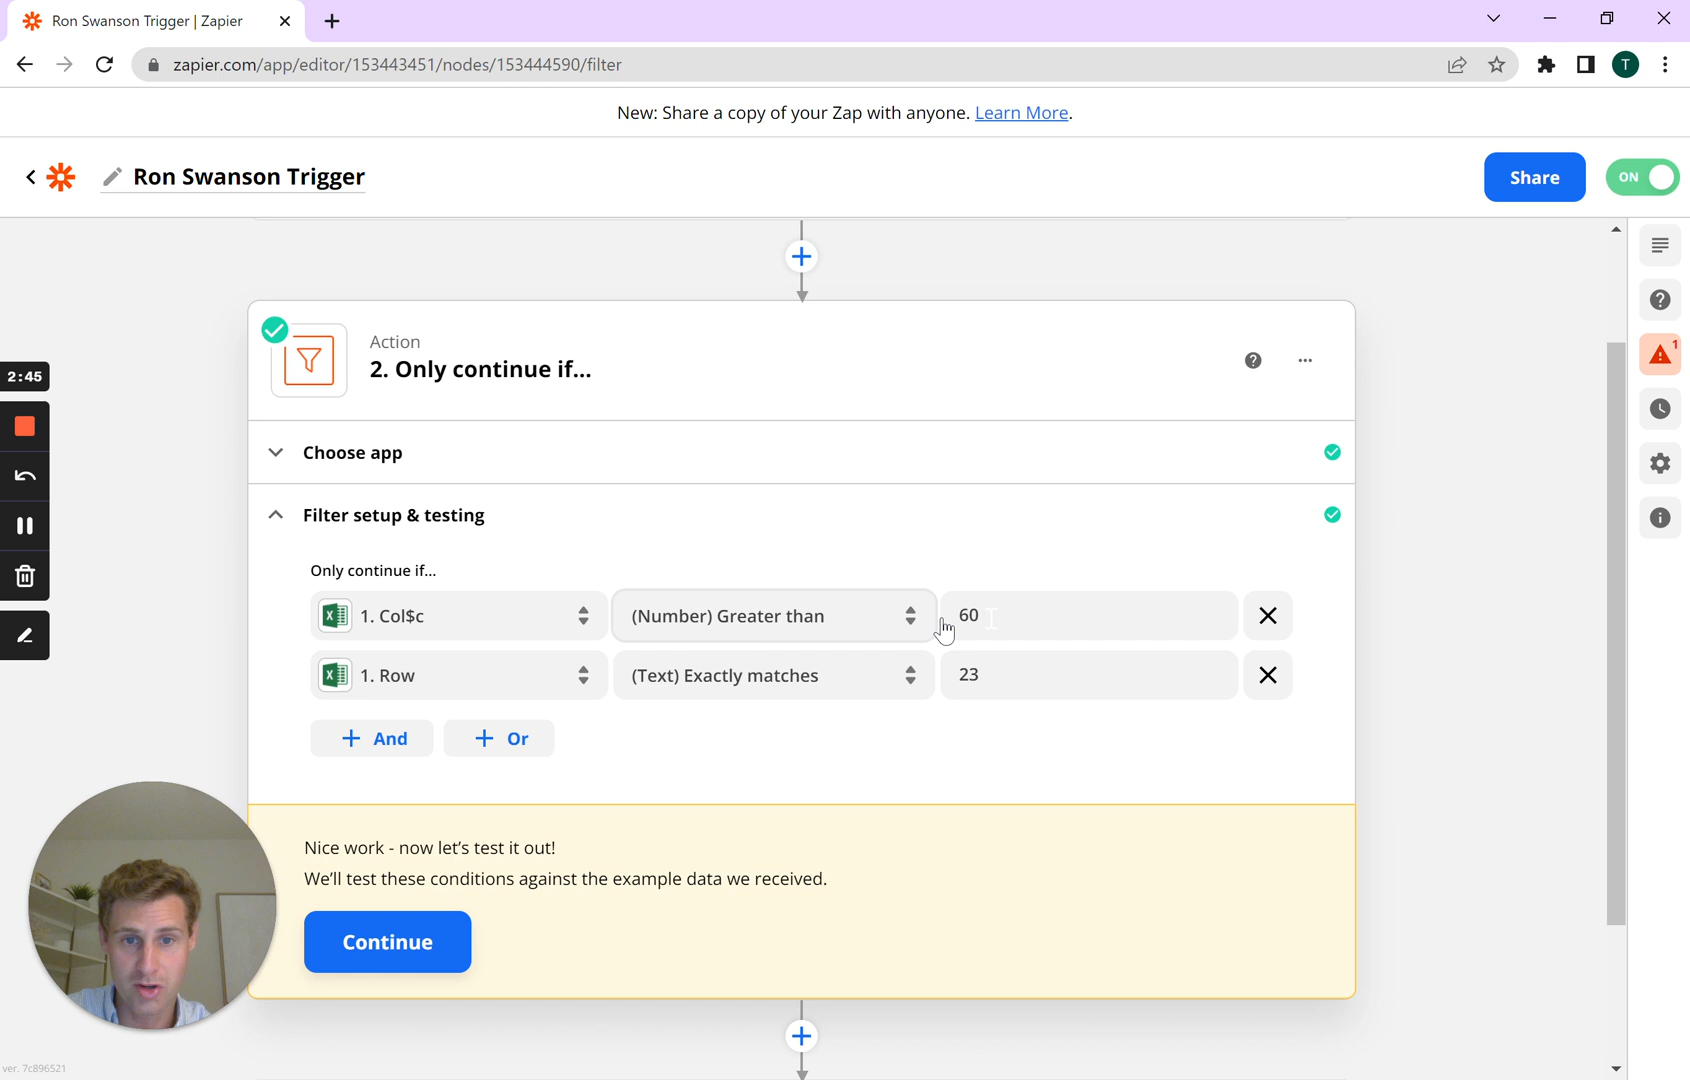 Ron Swanson Trigger | Zapier
zapier.com/app/editor/153443451/nodes/153444590/filter
T
New: Share a copy of your Zap with anyone. Learn More.
Ron Swanson Trigger
Share
ON
1
Action
2. Only continue if...
2:45
Choose app
Filter setup & testing
Only continue if...
1. Col$c
(Number) Greater than
60
1. Row
(Text) Exactly matches
23
+ And
+ Or
Nice work - now let's test it out!
We'll test these conditions against the example data we received.
Continue
ver. 7c896521